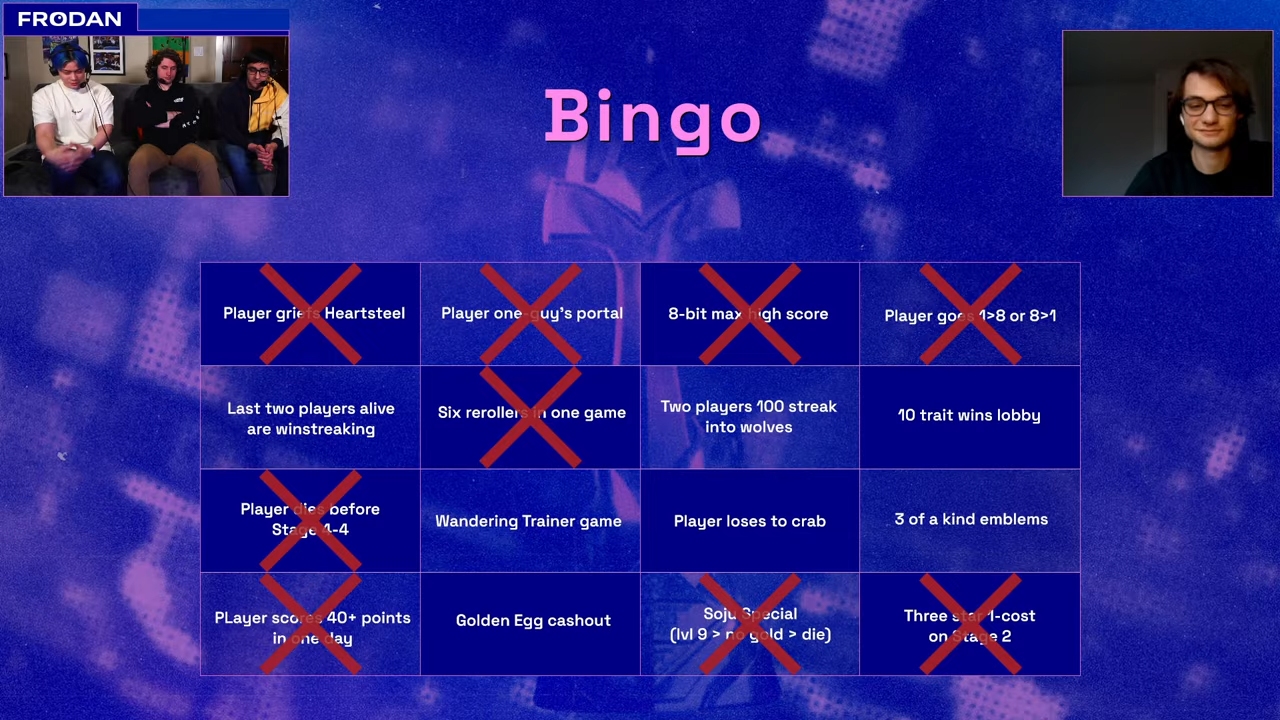 FRODAN
Bingo
Player griefs Heartsteel
Player one-guy's portal
8-bit max high score
Player goes 1>8 or 8>1
Last two players alive
are winstreaking
Six rerollers in one game
Two players 100 streak
into wolves
10 trait wins lobby
Player dies before
Stage 4-4
Wandering Trainer game
Player loses to crab
3 of a kind emblems
PLayer scores 40+ points
in one day
Golden Egg cashout
Soju Special
(lvl 9 > no gold > die)
Three star 1-cost
on Stage 2